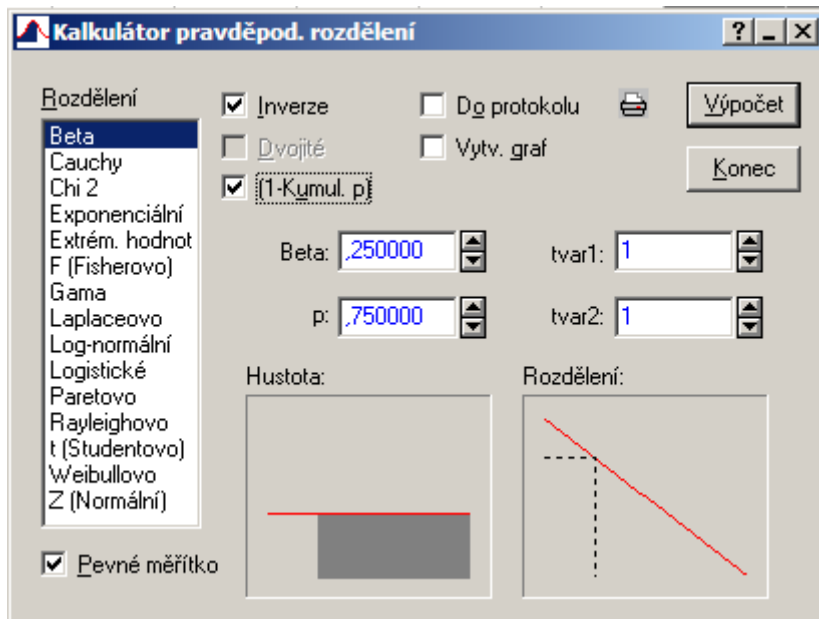 Kalkulátor pravděpod. rozdělení
Rozdělení
Beta
Cauchy
Chi 2
Exponenciální
Extrém. hodnot
F (Fisherovo)
Gama
Laplaceovo
Log-normální
Logistické
Paretovo
Rayleighovo
t (Studentovo)
Weibullovo
Z (Normální)
Pevné měřítko
Inverze
Dvojité
(1-Kumul. p)
Do protokolu
Vytv. graf
Výpočet
Konec
Beta: ,250000
tvar1: 1
p: ,750000
tvar2: 1
Hustota:
Rozdělení: